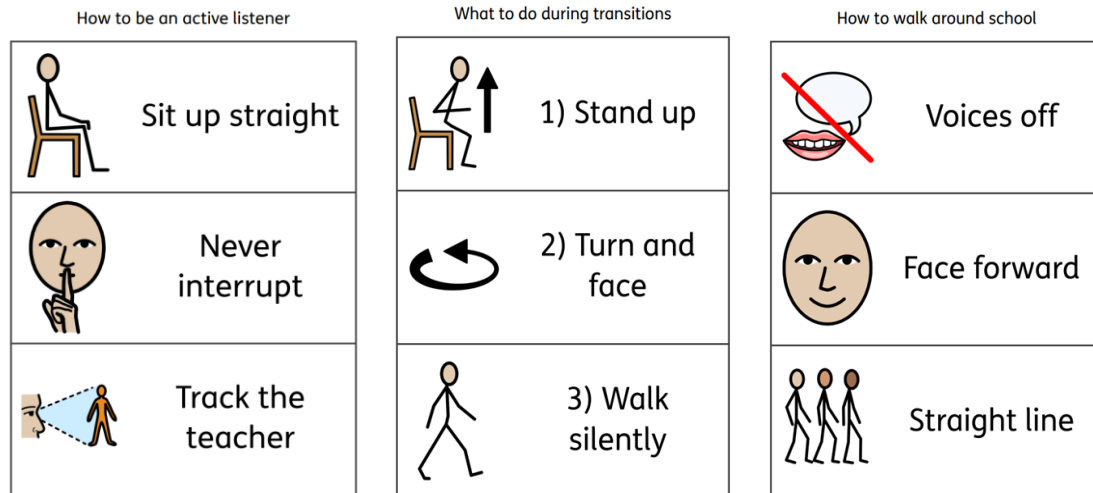 How to be an active listener
Sit up straight
Never
interrupt
Track the
teacher
What to do during transitions
1) Stand up
2) Turn and
face
3) Walk
silently
How to walk around school
Voices off
Face forward
Straight line